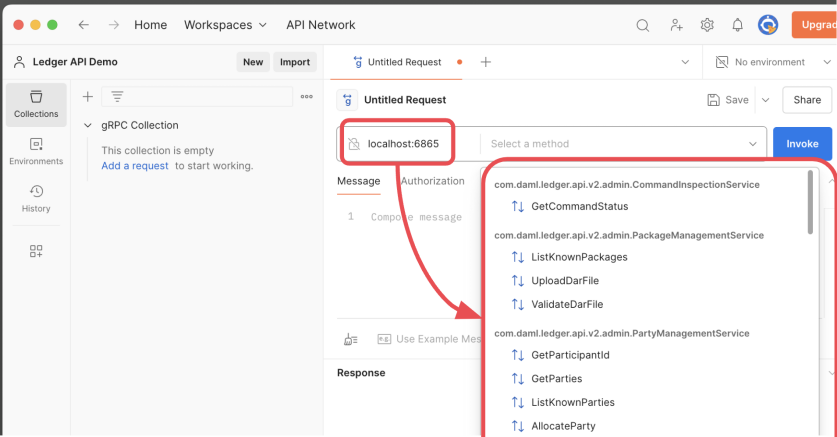 Home Workspaces API Network
Upgrad
Ledger API Demo New Import
Untitled Request
No environment
Collections
gRPC Collection
This collection is empty
Add a request to start working.
Environments
History
Untitled Request
Save Share
localhost:6865 Select a method Invoke
Message Authorization
1 Compose message
com.daml.ledger.api.v2.admin.CommandInspectionService
GetCommandStatus
com.daml.ledger.api.v2.admin.PackageManagementService
ListKnownPackages
UploadDarFile
ValidateDarFile
com.daml.ledger.api.v2.admin.PartyManagementService
GetParticipantId
GetParties
ListKnownParties
AllocateParty
Use Example Mes
Response